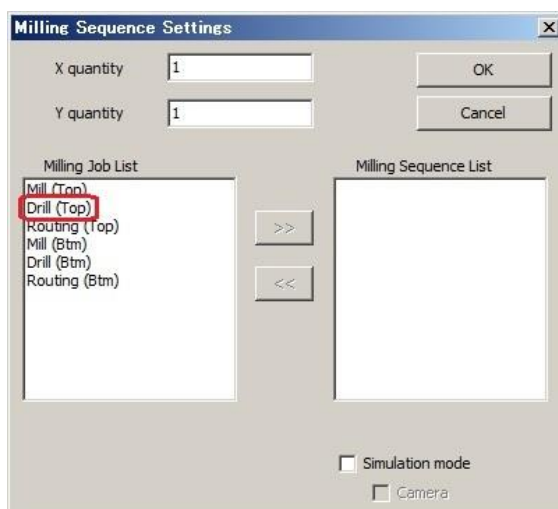 Milling Sequence Settings
X quantity 1 OK
Y quantity 1 Cancel
Milling Job List Milling Sequence List
Mill (Top)
Drill (Top)
Routing (Top)
>>
Mill (Btm)
Drill (Btm)
Routing (Btm)
<<
Simulation mode
Camera